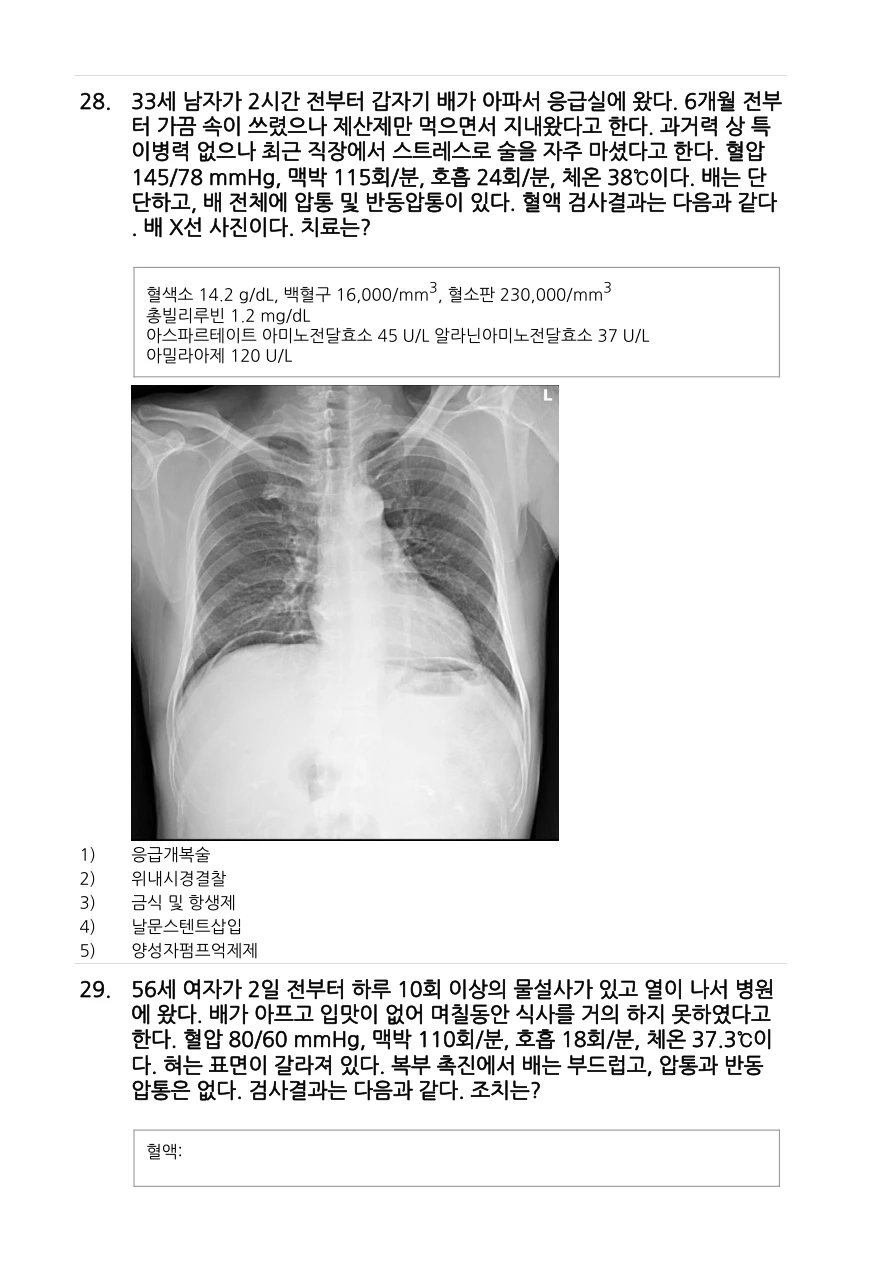 28. 33세 남자가 2시간 전부터 갑자기 배가 아파서 응급실에 왔다. 6개월 전부
터 가끔 속이 쓰렸으나 제산제만 먹으면서 지내왔다고 한다. 과거력 상 특
이병력 없으나 최근 직장에서 스트레스로 술을 자주 마셨다고 한다. 혈압
145/78 mmHg, 맥박 115회/분, 호흡 24회/분, 체온 38℃이다. 배는 단
단하고, 배 전체에 압통 및 반동압통이 있다. 혈액 검사결과는 다음과 같다
. 배 X선 사진이다. 치료는?
혈색소 14.2 g/dL, 백혈구 16,000/mm³, 혈소판 230,000/mm³
총빌리루빈 1.2 mg/dL
아스파르테이트 아미노전달효소 45 U/L 알라닌아미노전달효소 37 U/L
아밀라아제 120 U/L
L
1) 응급개복술
2) 위내시경결찰
3) 금식 및 항생제
4) 날문스텐트삽입
5) 양성자펌프억제제
29. 56세 여자가 2일 전부터 하루 10회 이상의 물설사가 있고 열이 나서 병원
에 왔다. 배가 아프고 입맛이 없어 며칠동안 식사를 거의 하지 못하였다고
한다. 혈압 80/60 mmHg, 맥박 110회/분, 호흡 18회/분, 체온 37.3℃이
다. 혀는 표면이 갈라져 있다. 복부 촉진에서 배는 부드럽고, 압통과 반동
압통은 없다. 검사결과는 다음과 같다. 조치는?
혈액: